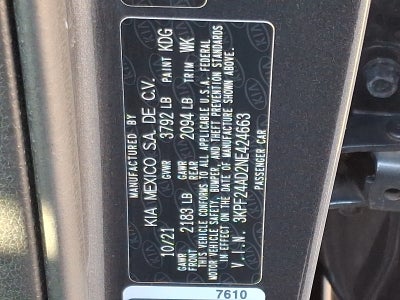 MANUFACTURED BY
KIA MEXICO S.A. DE C.V.
10/21 GVWR 3792 LB PAINT KDG
GAWR FRONT 2183 LB GAWR REAR 2094 LB TRIM WK
THIS VEHICLE CONFORMS TO ALL APPLICABLE U.S.A. FEDERAL
MOTOR VEHICLE SAFETY, BUMPER, AND THEFT PREVENTION STANDARDS
IN EFFECT ON THE DATE OF MANUFACTURE SHOWN ABOVE.
V.I.N. 3KPF24AD2NE424663
PASSENGER CAR
7610